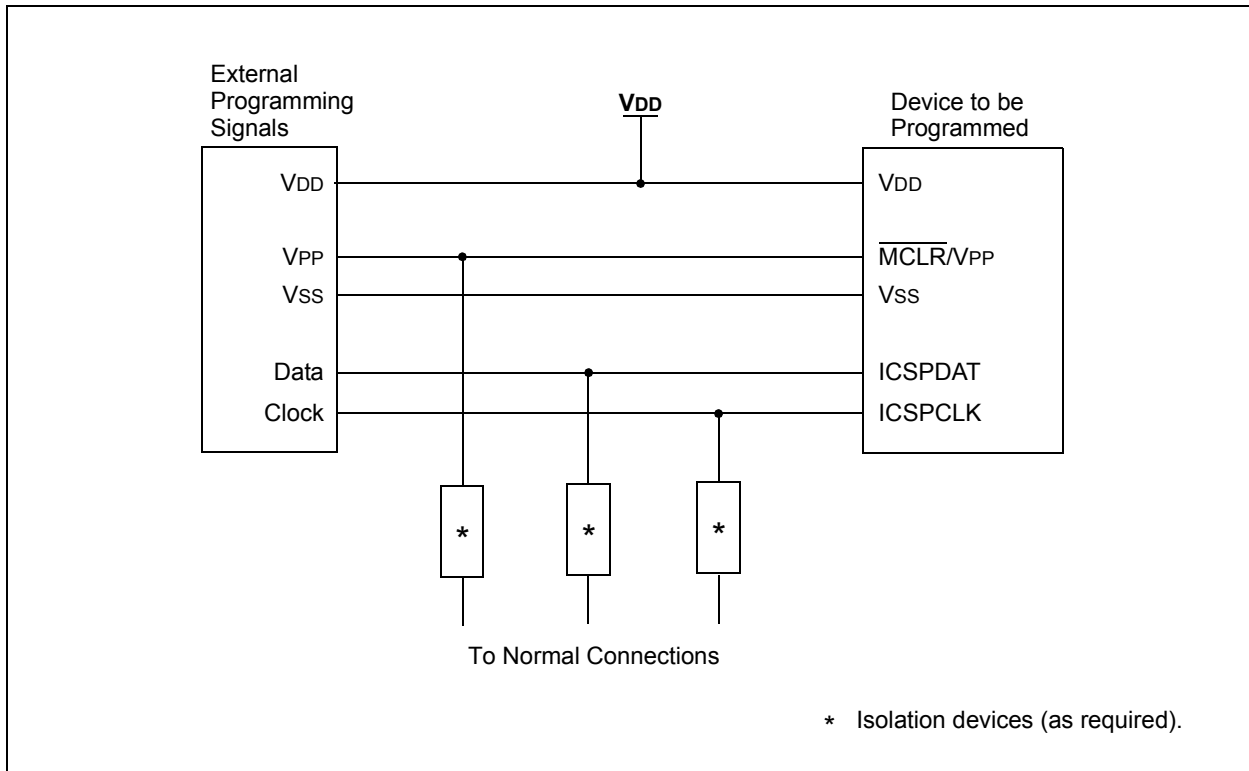 External
Programming
Signals
VDD
Device to be
Programmed
VDD
VDD
VPP
MCLR/VPP
VSS
VSS
Data
ICSPDAT
Clock
ICSPCLK
*
*
*
To Normal Connections
* Isolation devices (as required).